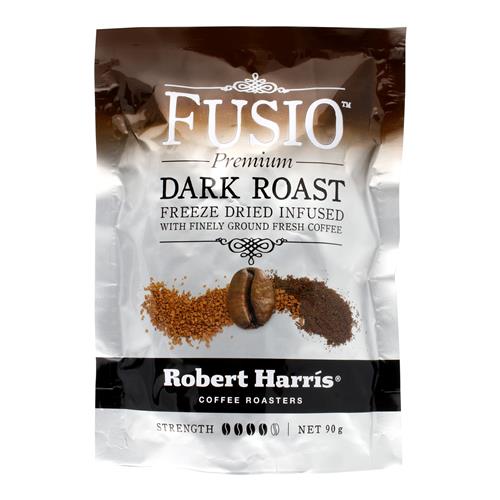 FUSIO™
Premium
DARK ROAST
FREEZE DRIED INFUSED
WITH FINELY GROUND FRESH COFFEE
Robert Harris®
COFFEE ROASTERS
STRENGTH NET 90g